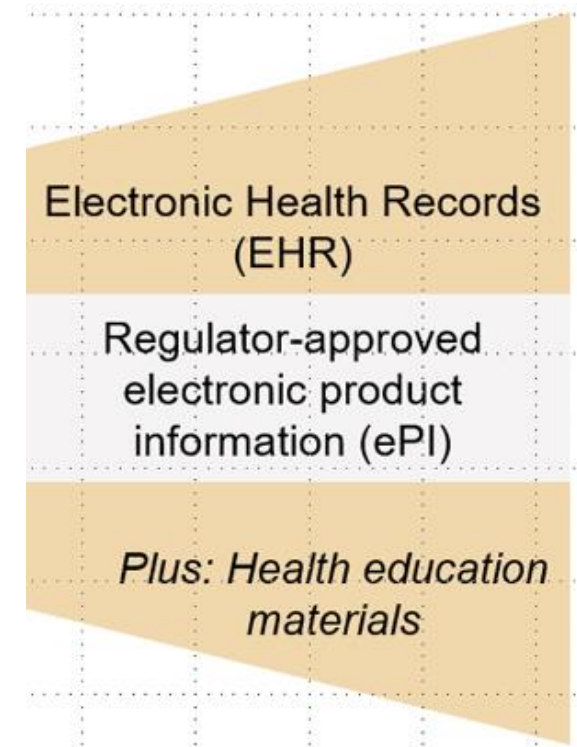 Electronic Health Records
(EHR)
Regulator-approved
electronic product
information (ePI)
Plus: Health education
materials